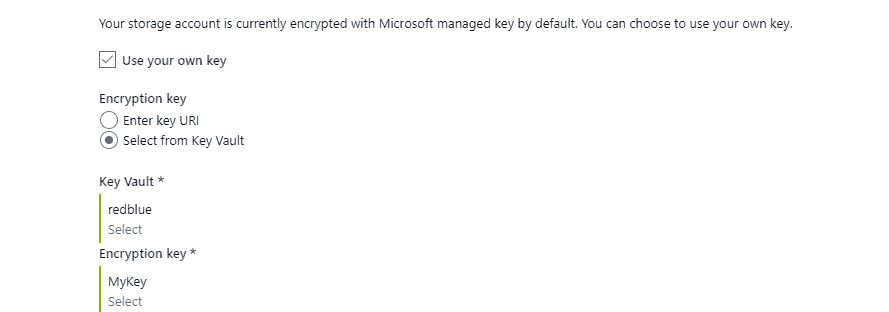 Your storage account is currently encrypted with Microsoft managed key by default. You can choose to use your own key.
Use your own key
Encryption key
Enter key URI
Select from Key Vault
Key Vault *
redblue
Select
Encryption key *
MyKey
Select